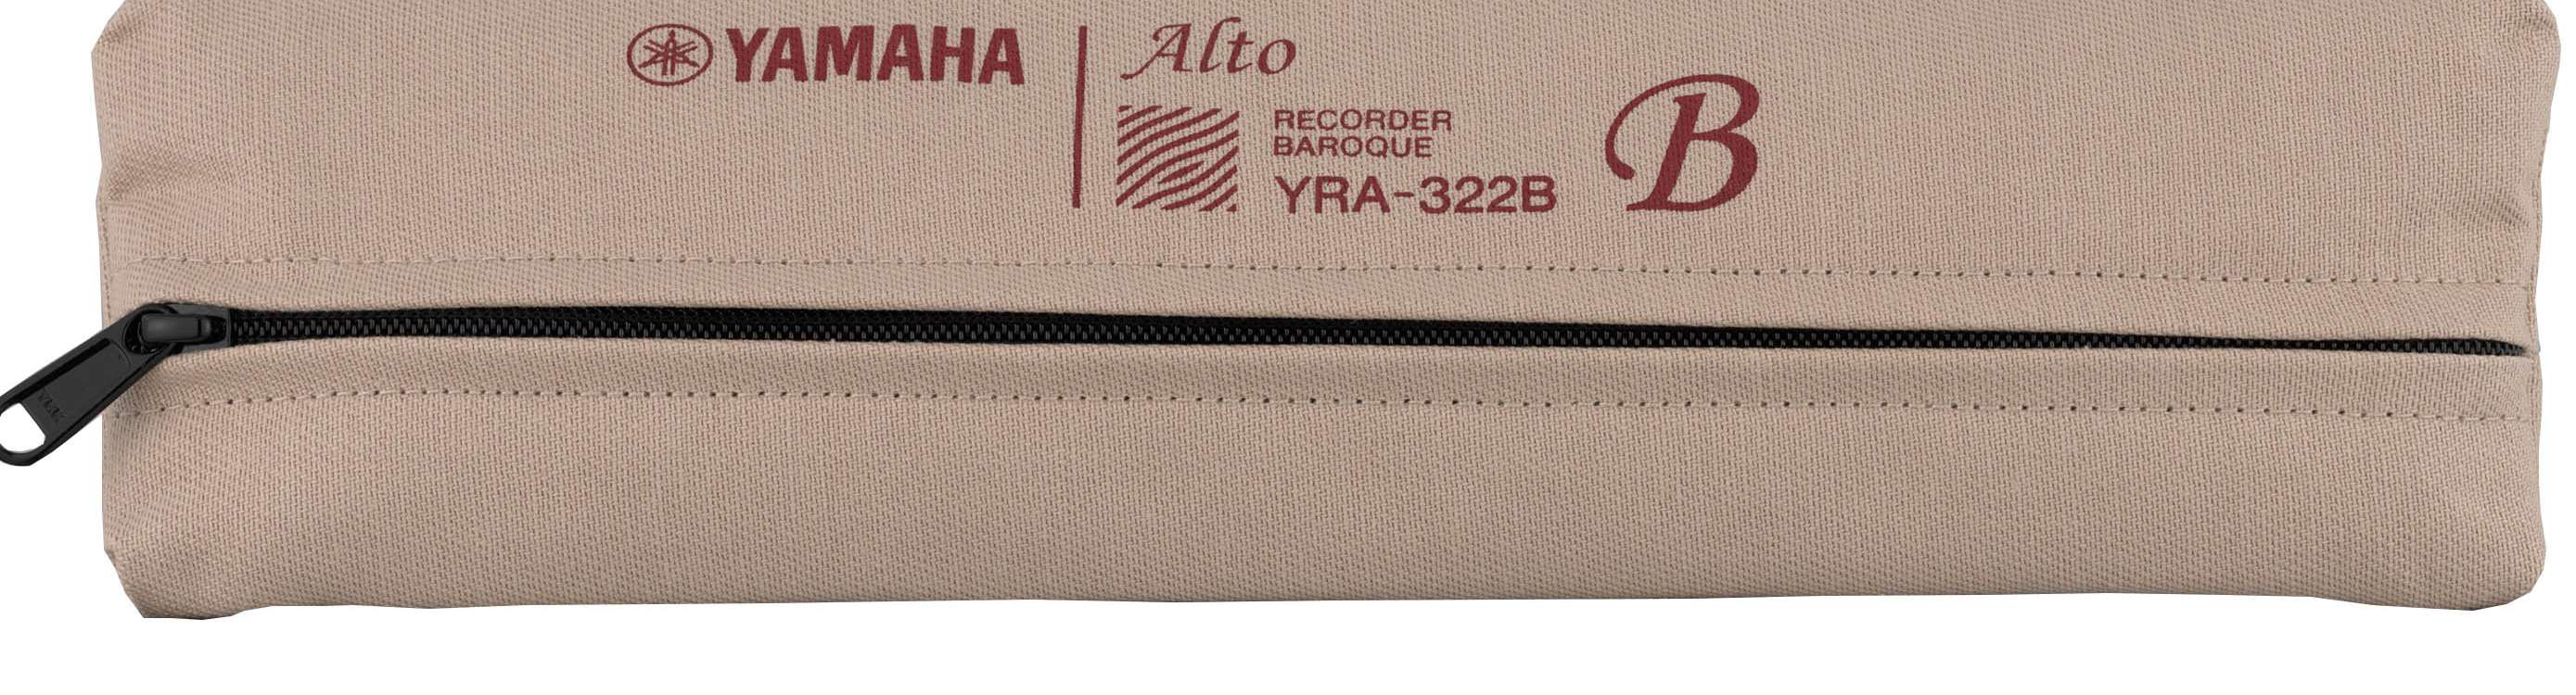 YAMAHA
Alto
RECORDER
BAROQUE
YRA-322B
B